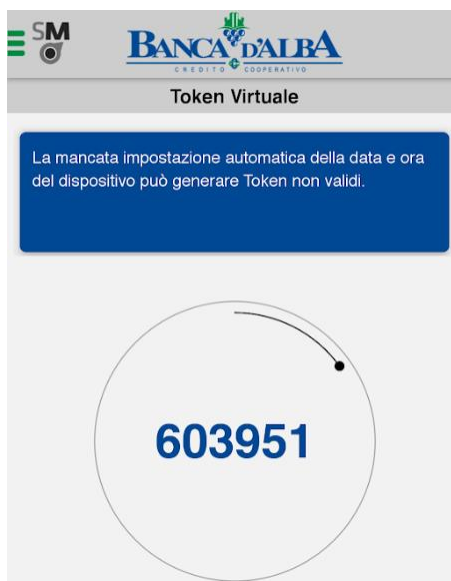 SM
BANCA D'ALBA
CREDITO COOPERATIVO
Token Virtuale
La mancata impostazione automatica della data e ora
del dispositivo può generare Token non validi.
603951